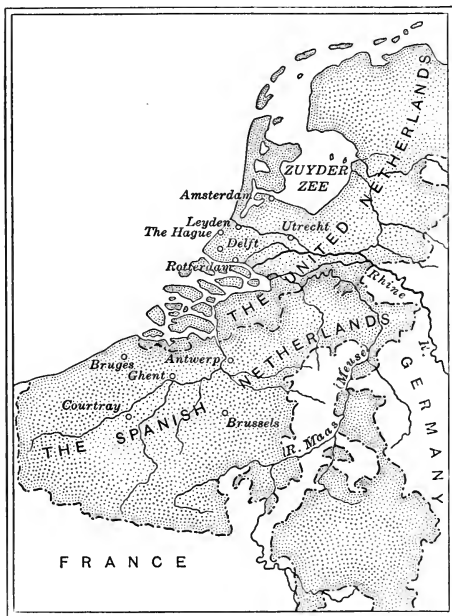 ZUYDER
ZEE
Amsterdam
Leyden
The Hague
Utrecht
Delft
Rotterdam
THE UNITED NETHERLANDS
Rhine
R.
THE SPANISH NETHERLANDS
Bruges
Antwerp
Ghent
Courtray
Brussels
(Meuse)
R. Maas
GERMANY
FRANCE